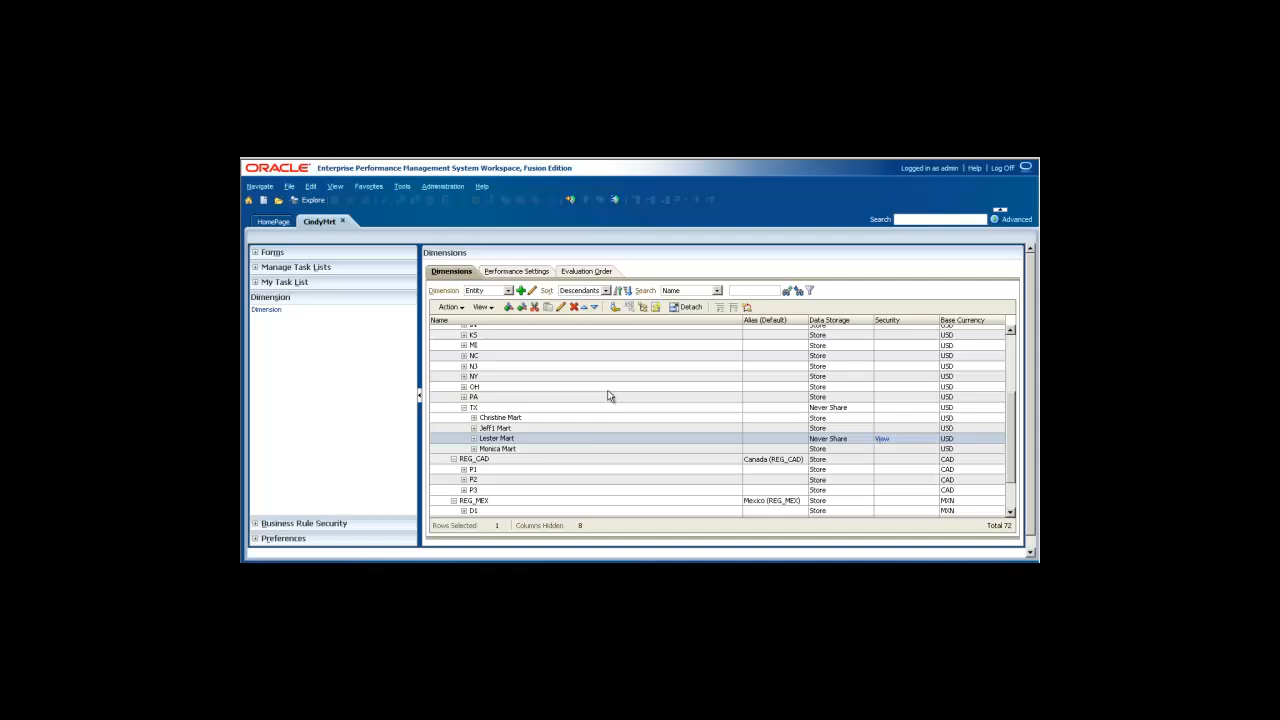 ORACLE Enterprise Performance Management System Workspace, Fusion Edition Logged in as admin | Help | Log Off
Navigate File Edit View Favorites Tools Administration Help
Explore
HomePage CindyMrt Search Advanced
Forms
Manage Task Lists
My Task List
Dimension
Dimension
Business Rule Security
Preferences
Dimensions
Dimensions Performance Settings Evaluation Order
Dimension Entity Sort Descendants Search Name
Action View Detach
Name Alias (Default) Data Storage Security Base Currency
KS Store USD
MI Store USD
NC Store USD
NJ Store USD
NY Store USD
OH Store USD
PA Store USD
TX Never Share USD
Christine Mart Store USD
Jeff1 Mart Store USD
Lester Mart Never Share View USD
Monica Mart Store USD
REG_CAD Canada (REG_CAD) Store CAD
P1 Store CAD
P2 Store CAD
P3 Store CAD
REG_MEX Mexico (REG_MEX) Store MXN
D1 Store MXN
Rows Selected 1 Columns Hidden 8 Total 72